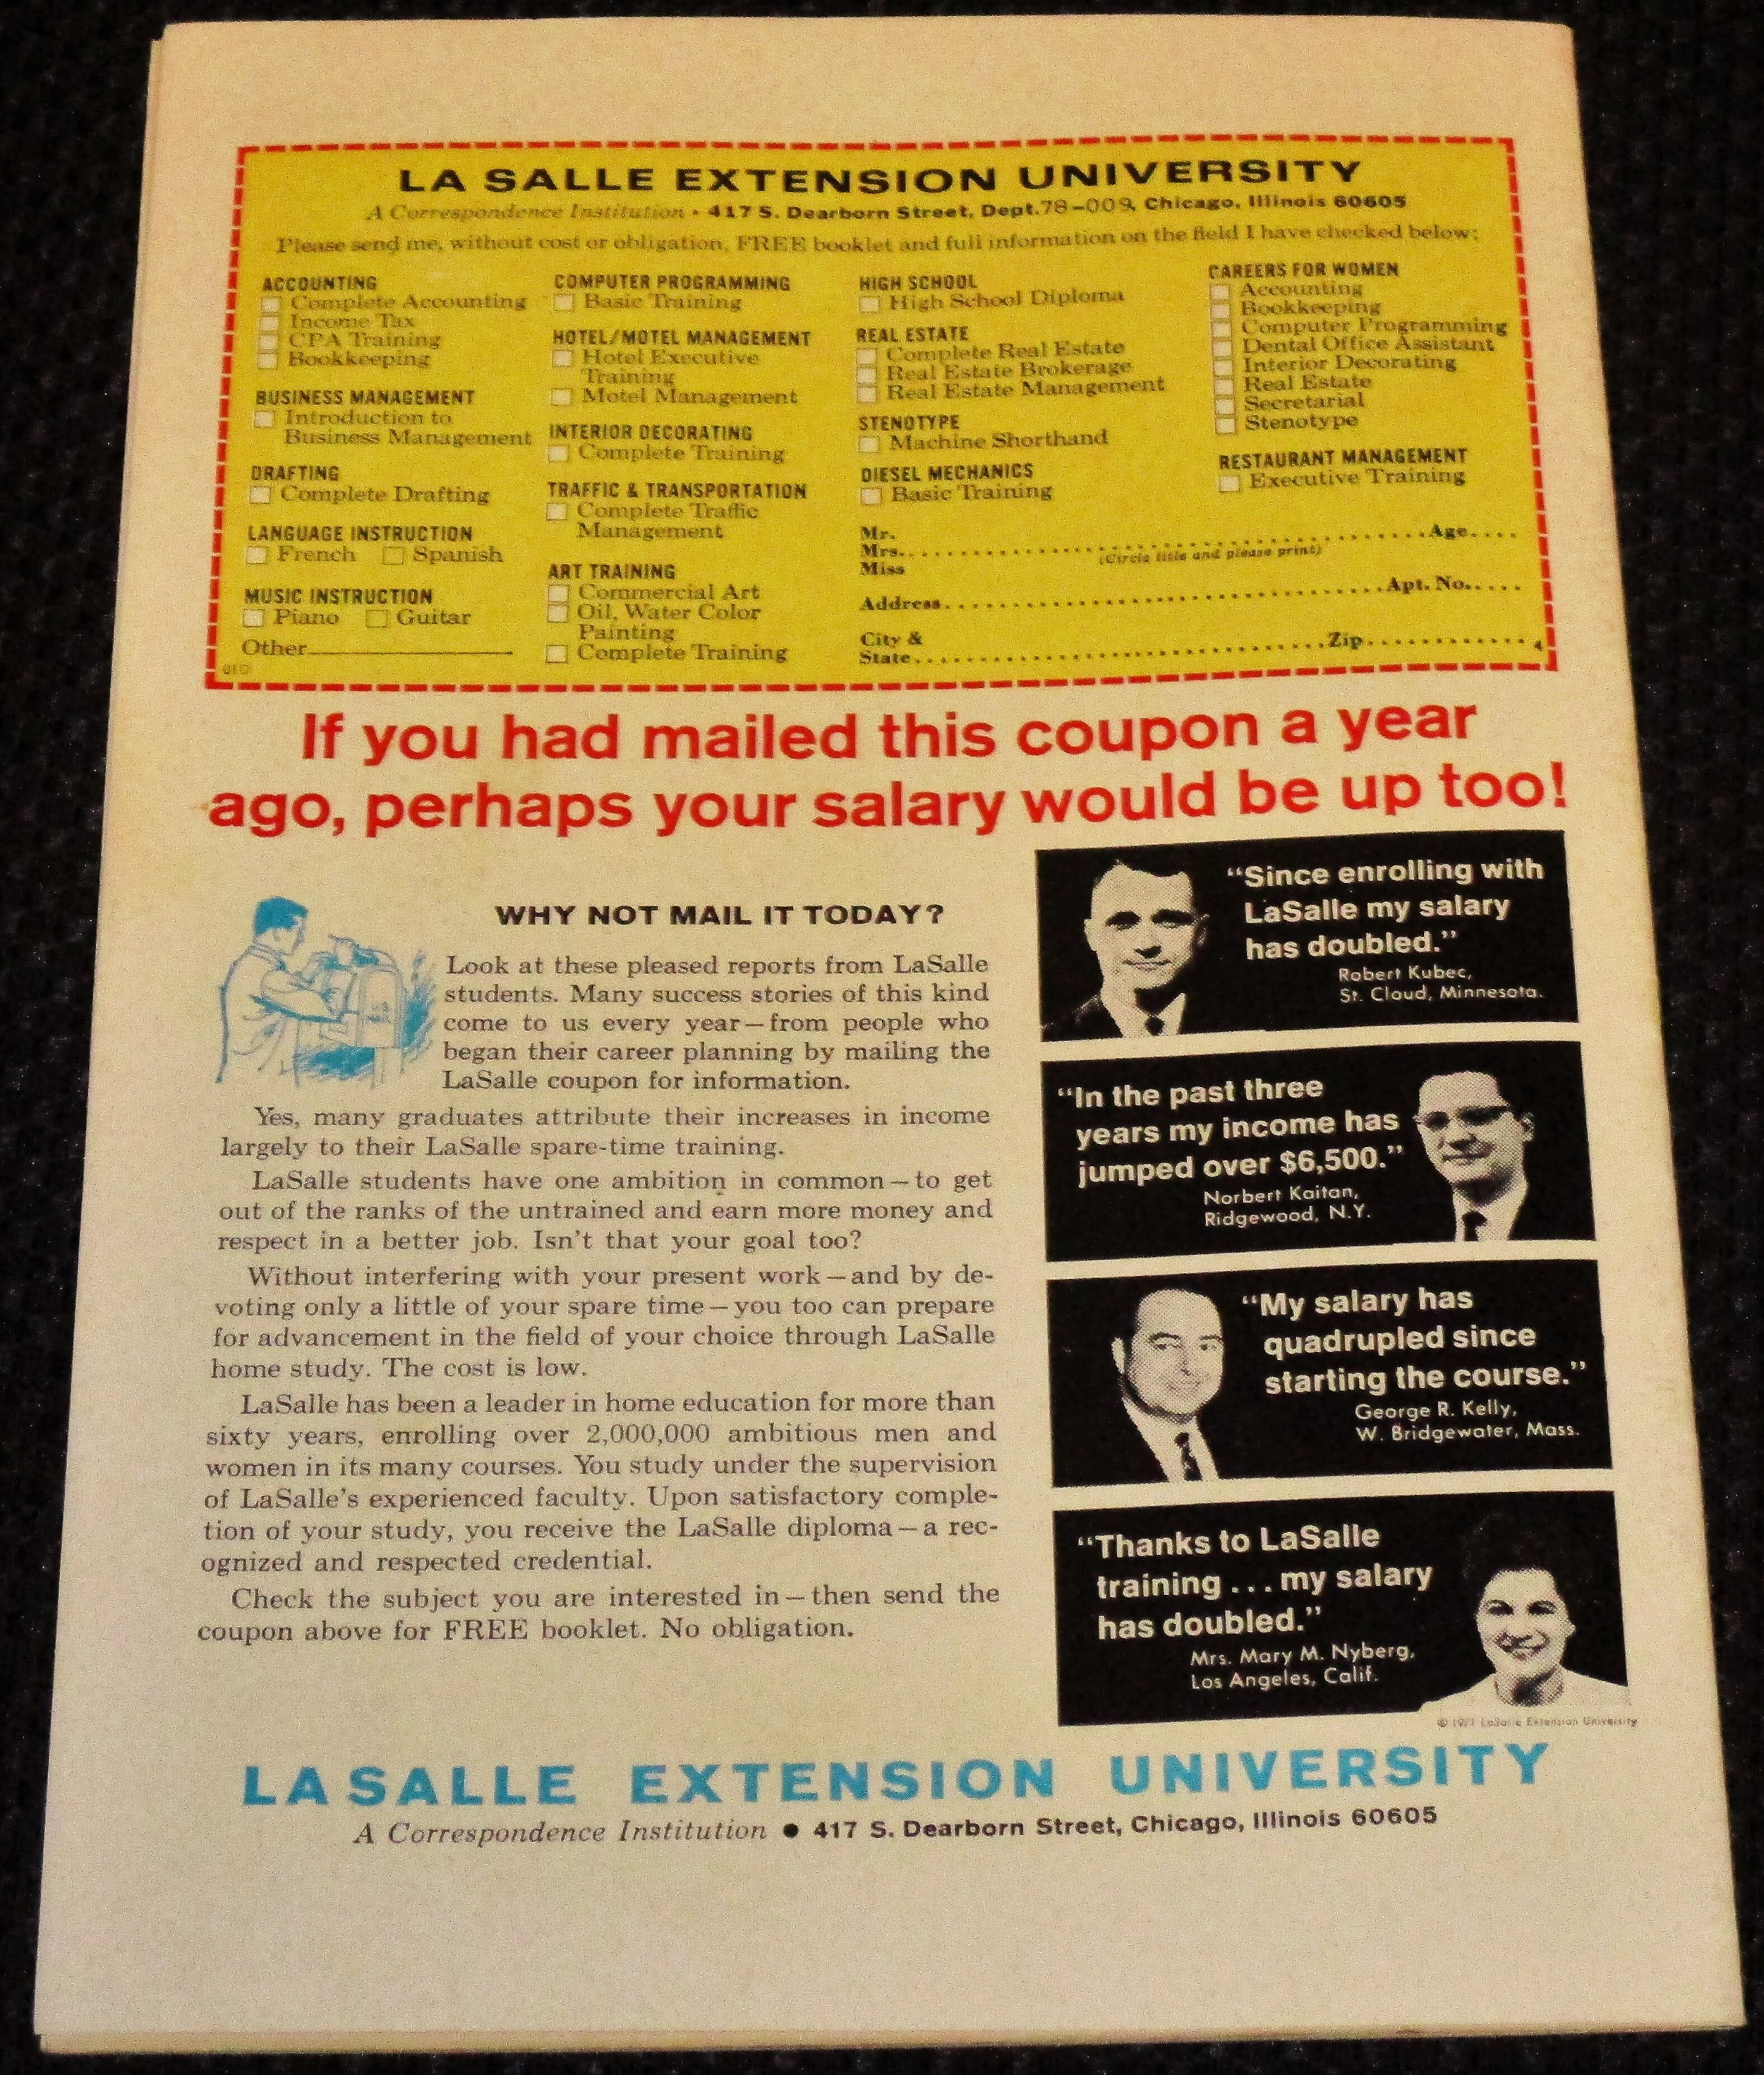 LA SALLE EXTENSION UNIVERSITY
A Correspondence Institution • 417 S. Dearborn Street, Dept. 78-009, Chicago, Illinois 60605
Please send me, without cost or obligation, FREE booklet and full information on the field I have checked below:
ACCOUNTING
Complete Accounting
Income Tax
CPA Training
Bookkeeping
BUSINESS MANAGEMENT
Introduction to
Business Management
DRAFTING
Complete Drafting
LANGUAGE INSTRUCTION
French Spanish
MUSIC INSTRUCTION
Piano Guitar
Other
COMPUTER PROGRAMMING
Basic Training
HOTEL/MOTEL MANAGEMENT
Hotel Executive
Training
Motel Management
INTERIOR DECORATING
Complete Training
TRAFFIC & TRANSPORTATION
Complete Traffic
Management
ART TRAINING
Commercial Art
Oil, Water Color
Painting
Complete Training
HIGH SCHOOL
High School Diploma
REAL ESTATE
Complete Real Estate
Real Estate Brokerage
Real Estate Management
STENOTYPE
Machine Shorthand
DIESEL MECHANICS
Basic Training
CAREERS FOR WOMEN
Accounting
Bookkeeping
Computer Programming
Dental Office Assistant
Interior Decorating
Real Estate
Secretarial
Stenotype
RESTAURANT MANAGEMENT
Executive Training
Mr.
Mrs. Age
(Circle title and please print)
Miss
Address Apt. No.
City &
State Zip
4
If you had mailed this coupon a year
ago, perhaps your salary would be up too!
WHY NOT MAIL IT TODAY?
Look at these pleased reports from LaSalle
students. Many success stories of this kind
come to us every year—from people who
began their career planning by mailing the
LaSalle coupon for information.
Yes, many graduates attribute their increases in income
largely to their LaSalle spare-time training.
LaSalle students have one ambition in common—to get
out of the ranks of the untrained and earn more money and
respect in a better job. Isn't that your goal too?
Without interfering with your present work—and by de-
voting only a little of your spare time—you too can prepare
for advancement in the field of your choice through LaSalle
home study. The cost is low.
LaSalle has been a leader in home education for more than
sixty years, enrolling over 2,000,000 ambitious men and
women in its many courses. You study under the supervision
of LaSalle's experienced faculty. Upon satisfactory comple-
tion of your study, you receive the LaSalle diploma—a rec-
ognized and respected credential.
Check the subject you are interested in—then send the
coupon above for FREE booklet. No obligation.
"Since enrolling with
LaSalle my salary
has doubled."
Robert Kubec,
St. Cloud, Minnesota.
"In the past three
years my income has
jumped over $6,500."
Norbert Kaitan,
Ridgewood, N.Y.
"My salary has
quadrupled since
starting the course."
George R. Kelly,
W. Bridgewater, Mass.
"Thanks to LaSalle
training . . . my salary
has doubled."
Mrs. Mary M. Nyberg,
Los Angeles, Calif.
© 1971 LaSalle Extension University
LASALLE EXTENSION UNIVERSITY
A Correspondence Institution • 417 S. Dearborn Street, Chicago, Illinois 60605